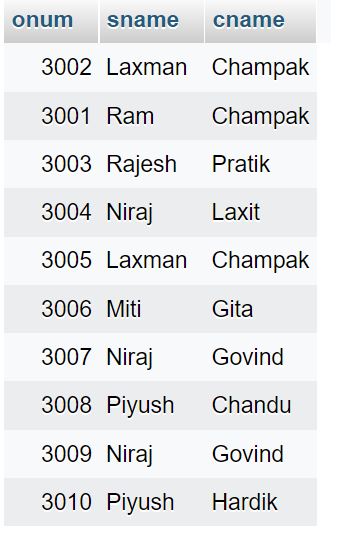 onum sname cname
3002 Laxman Champak
3001 Ram Champak
3003 Rajesh Pratik
3004 Niraj Laxit
3005 Laxman Champak
3006 Miti Gita
3007 Niraj Govind
3008 Piyush Chandu
3009 Niraj Govind
3010 Piyush Hardik